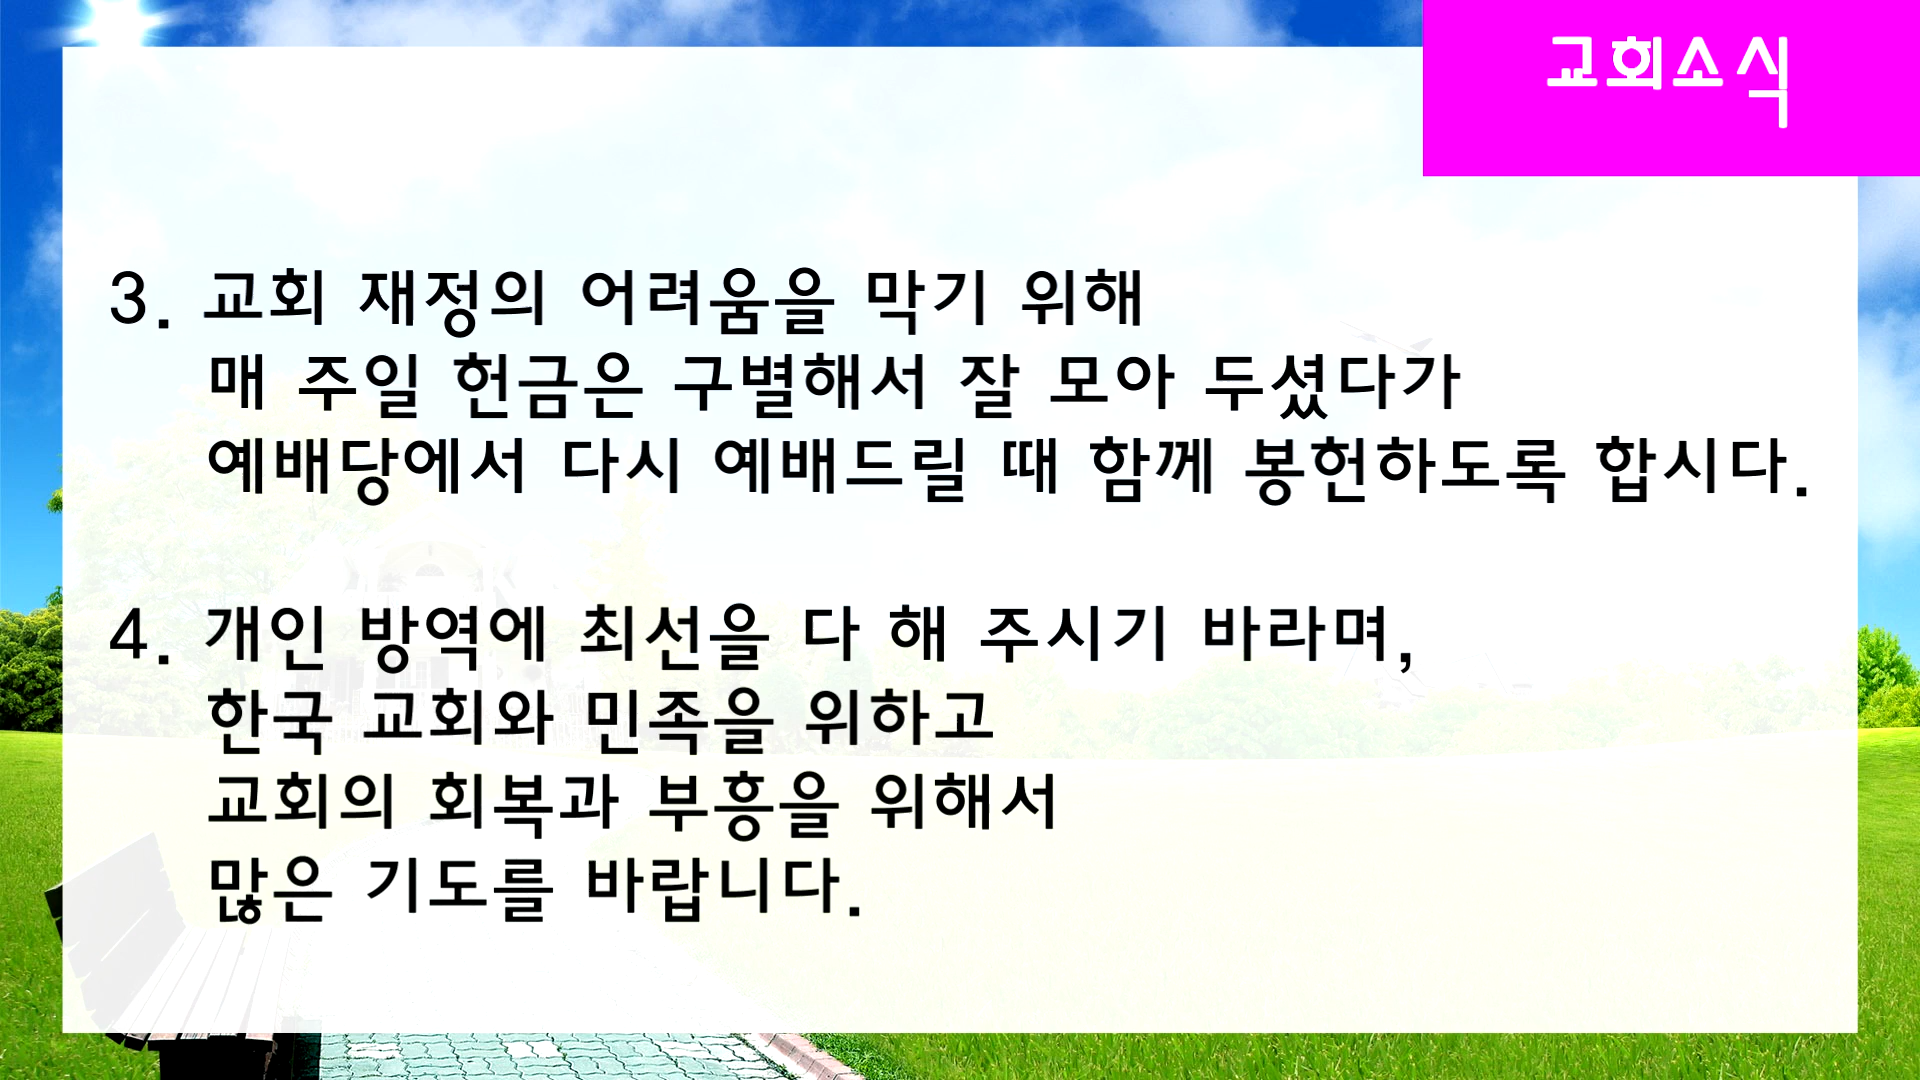 교회소식
3. 교회 재정의 어려움을 막기 위해
매 주일 헌금은 구별해서 잘 모아 두셨다가
예배당에서 다시 예배드릴 때 함께 봉헌하도록 합시다.
4. 개인 방역에 최선을 다 해 주시기 바라며,
한국 교회와 민족을 위하고
교회의 회복과 부흥을 위해서
많은 기도를 바랍니다.